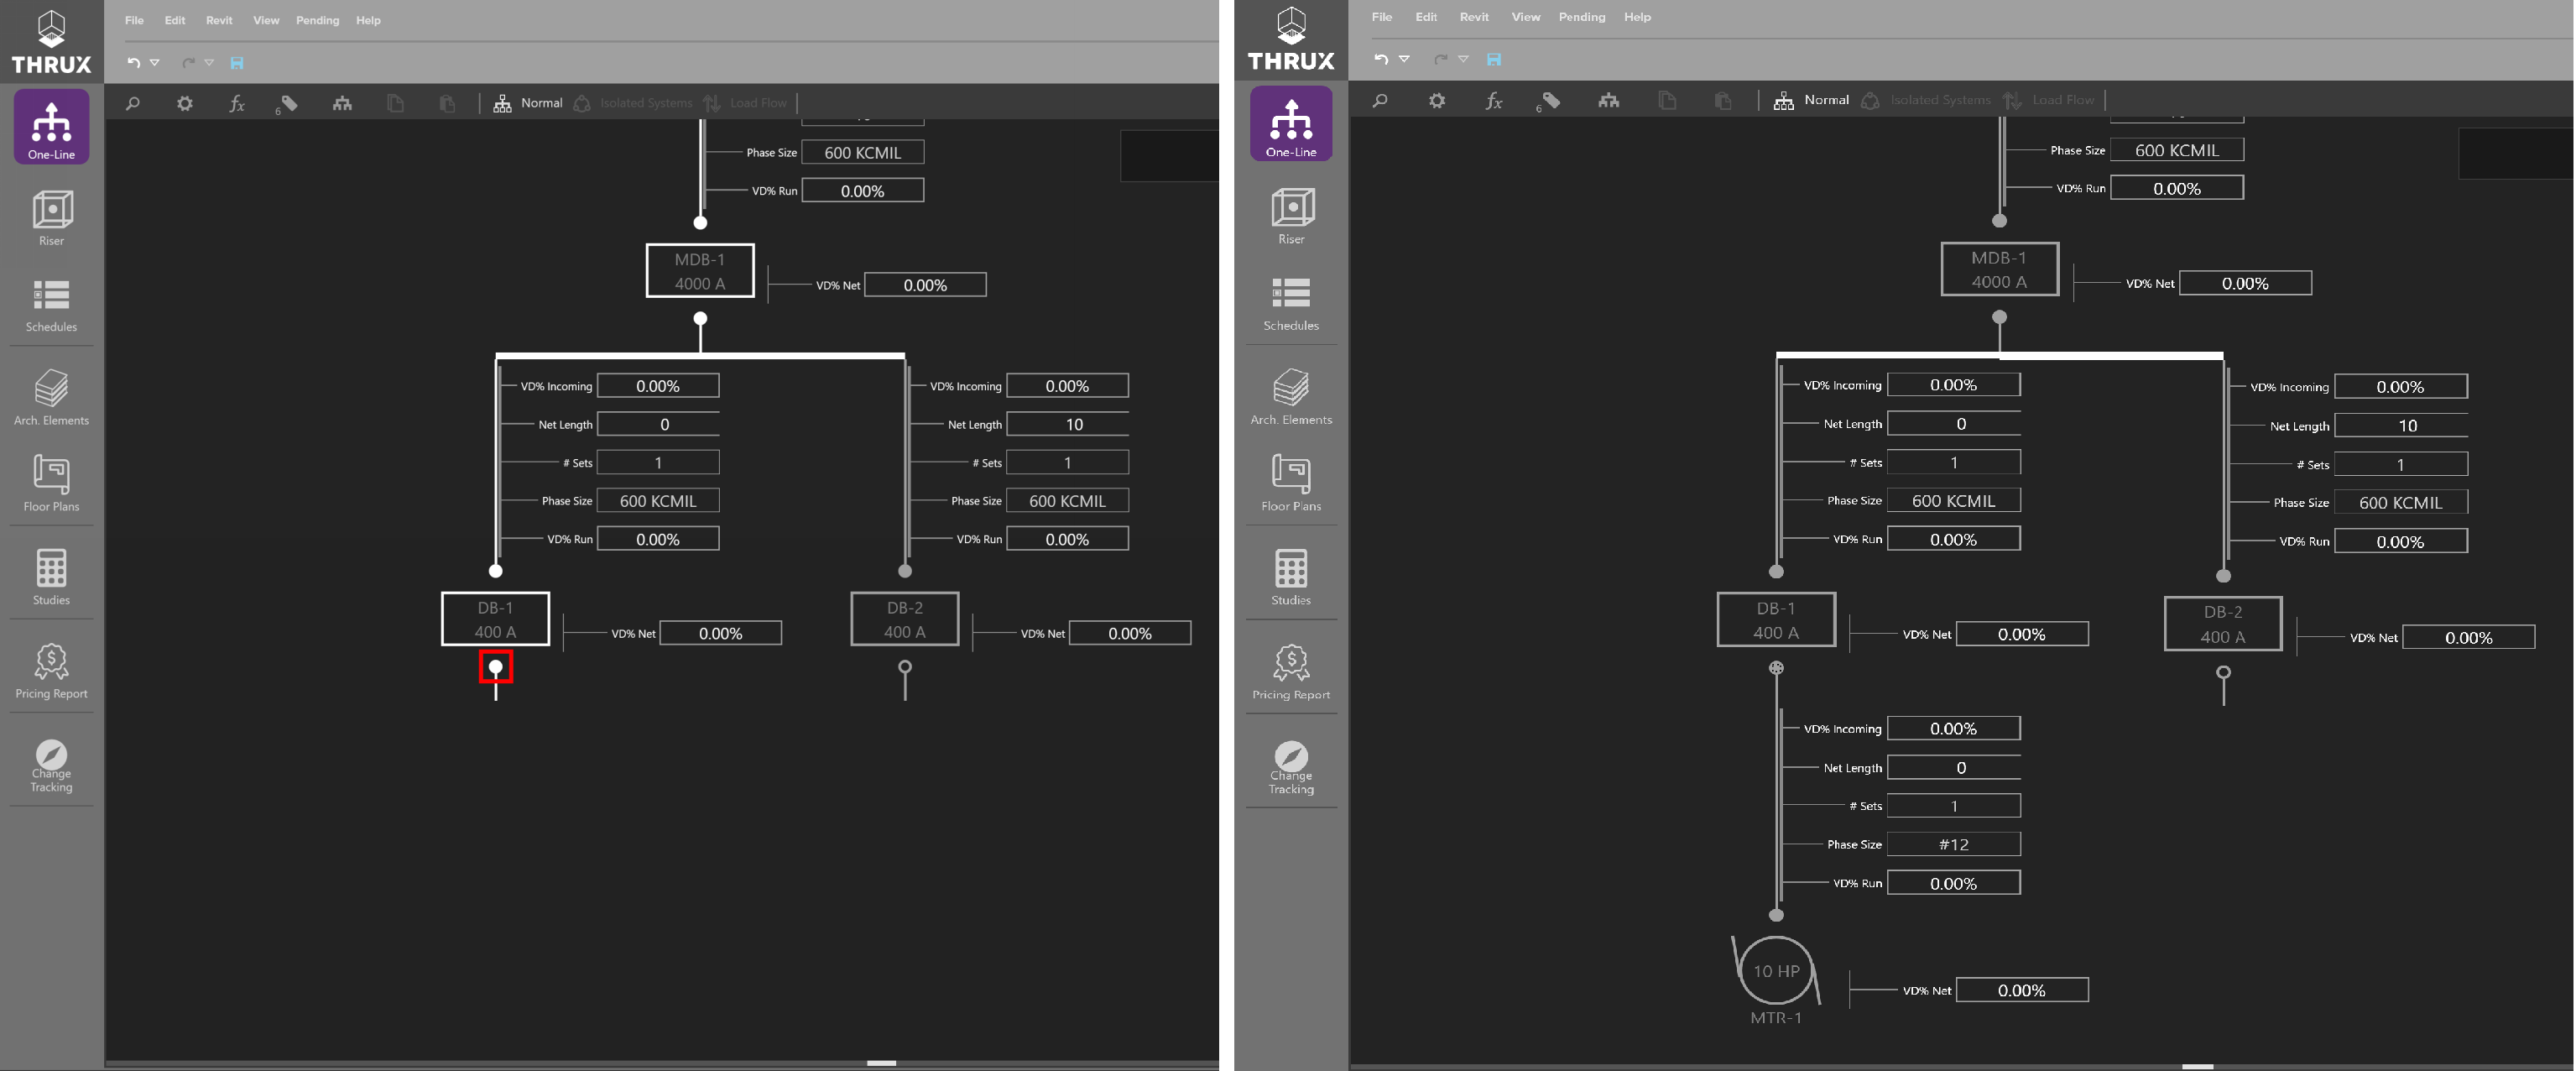 THRUX
File Edit Revit View Pending Help
6 Normal Isolated Systems Load Flow
One-Line
Riser
Schedules
Arch. Elements
Floor Plans
Studies
Pricing Report
Change
Tracking
Phase Size 600 KCMIL
VD% Run 0.00%
MDB-1
4000 A
VD% Net 0.00%
VD% Incoming 0.00%
Net Length 0
# Sets 1
Phase Size 600 KCMIL
VD% Run 0.00%
VD% Incoming 0.00%
Net Length 10
# Sets 1
Phase Size 600 KCMIL
VD% Run 0.00%
DB-1
400 A
VD% Net 0.00%
DB-2
400 A
VD% Net 0.00%
THRUX
File Edit Revit View Pending Help
6 Normal Isolated Systems Load Flow
One-Line
Riser
Schedules
Arch. Elements
Floor Plans
Studies
Pricing Report
Change
Tracking
Phase Size 600 KCMIL
VD% Run 0.00%
MDB-1
4000 A
VD% Net 0.00%
VD% Incoming 0.00%
Net Length 0
# Sets 1
Phase Size 600 KCMIL
VD% Run 0.00%
VD% Incoming 0.00%
Net Length 10
# Sets 1
Phase Size 600 KCMIL
VD% Run 0.00%
DB-1
400 A
VD% Net 0.00%
DB-2
400 A
VD% Net 0.00%
VD% Incoming 0.00%
Net Length 0
# Sets 1
Phase Size #12
VD% Run 0.00%
10 HP
MTR-1
VD% Net 0.00%